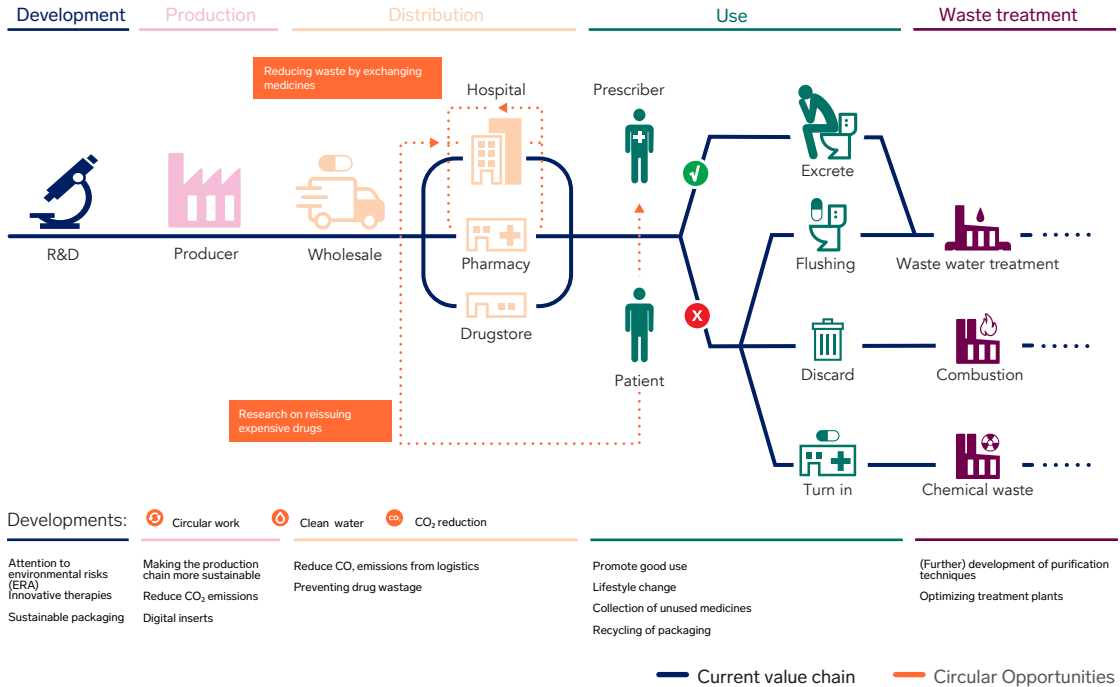 Development
Production
Distribution
Use
Waste treatment
Reducing waste by exchanging
medicines
Hospital
Prescriber
√
Excrete
R&D
Producer
Wholesale
Pharmacy
Flushing
Waste water treatment
X
Drugstore
Patient
Discard
Combustion
Research on reissuing
expensive drugs
Turn in
Chemical waste
Developments:
Circular work
Clean water
CO₂
CO₂ reduction
Attention to
environmental risks
(ERA)
Innovative therapies
Sustainable packaging
Making the production
chain more sustainable
Reduce CO₂ emissions
Digital inserts
Reduce CO, emissions from logistics
Preventing drug wastage
Promote good use
Lifestyle change
Collection of unused medicines
Recycling of packaging
(Further) development of purification
techniques
Optimizing treatment plants
Current value chain
Circular Opportunities